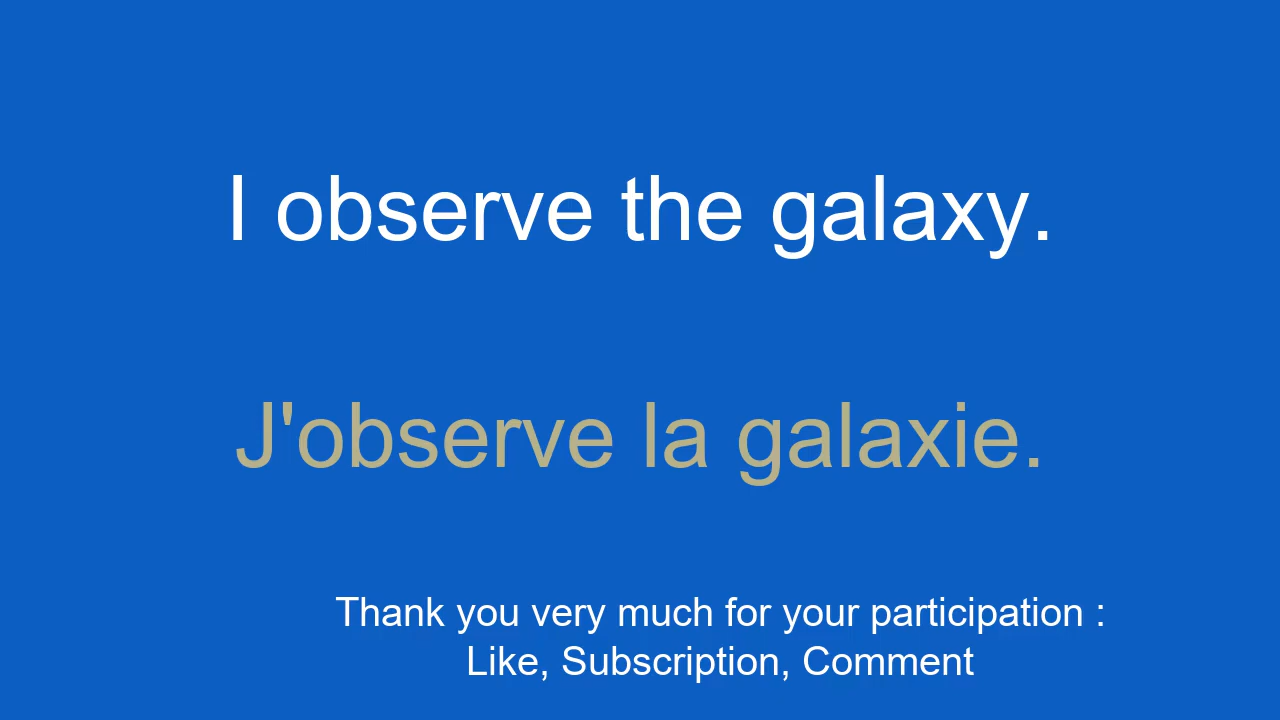 I observe the galaxy.
J'observe la galaxie.
Thank you very much for your participation :
Like, Subscription, Comment